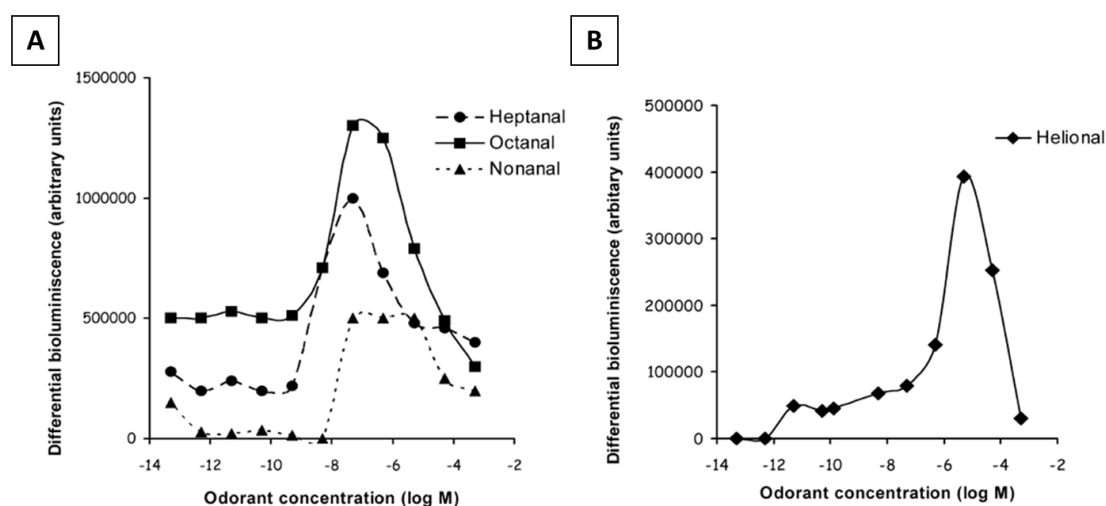 A
Differential bioluminiscence (arbitrary units)
1500000
1000000
500000
0
-14
-12
-10
-8
-6
-4
-2
Odorant concentration (log M)
Heptanal
Octanal
Nonanal
B
Differential bioluminiscence (arbitary units)
500000
400000
300000
200000
100000
0
-14
-12
-10
-8
-6
-4
-2
Odorant concentration (log M)
Helional